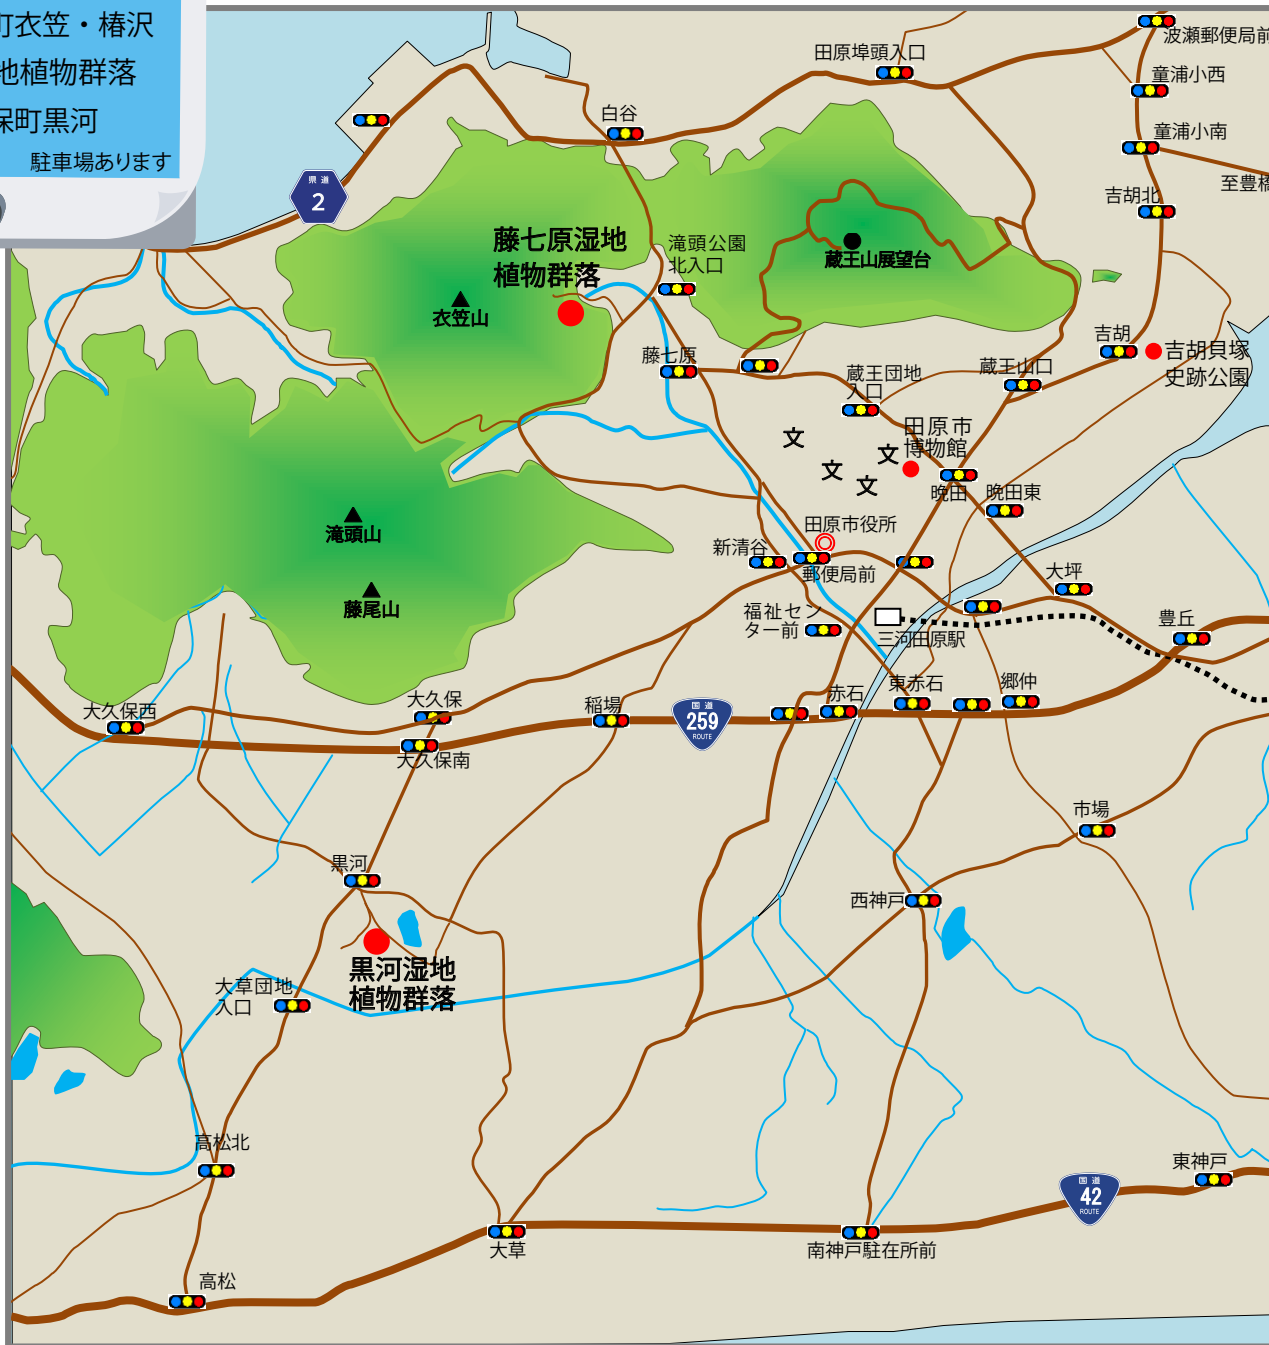 町衣笠・椿沢
地植物群落
保町黒河
駐車場あります
県道
2
白谷
田原埠頭入口
波瀬郵便局前
童浦小西
童浦小南
至豊橋
吉胡北
藤七原湿地
植物群落
滝頭公園
北入口
蔵王山展望台
衣笠山
藤七原
蔵王団地
入口
蔵王山口
吉胡
吉胡貝塚
史跡公園
田原市
博物館
文
文
文
文
晩田
晩田東
滝頭山
藤尾山
田原市役所
新清谷
郵便局前
福祉セン
ター前
三河田原駅
大坪
豊丘
大久保西
大久保
大久保南
稲場
国道
259
ROUTE
赤石
東赤石
郷仲
市場
黒河
西神戸
黒河湿地
植物群落
大草団地
入口
高松北
高松
大草
南神戸駐在所前
国道
42
ROUTE
東神戸